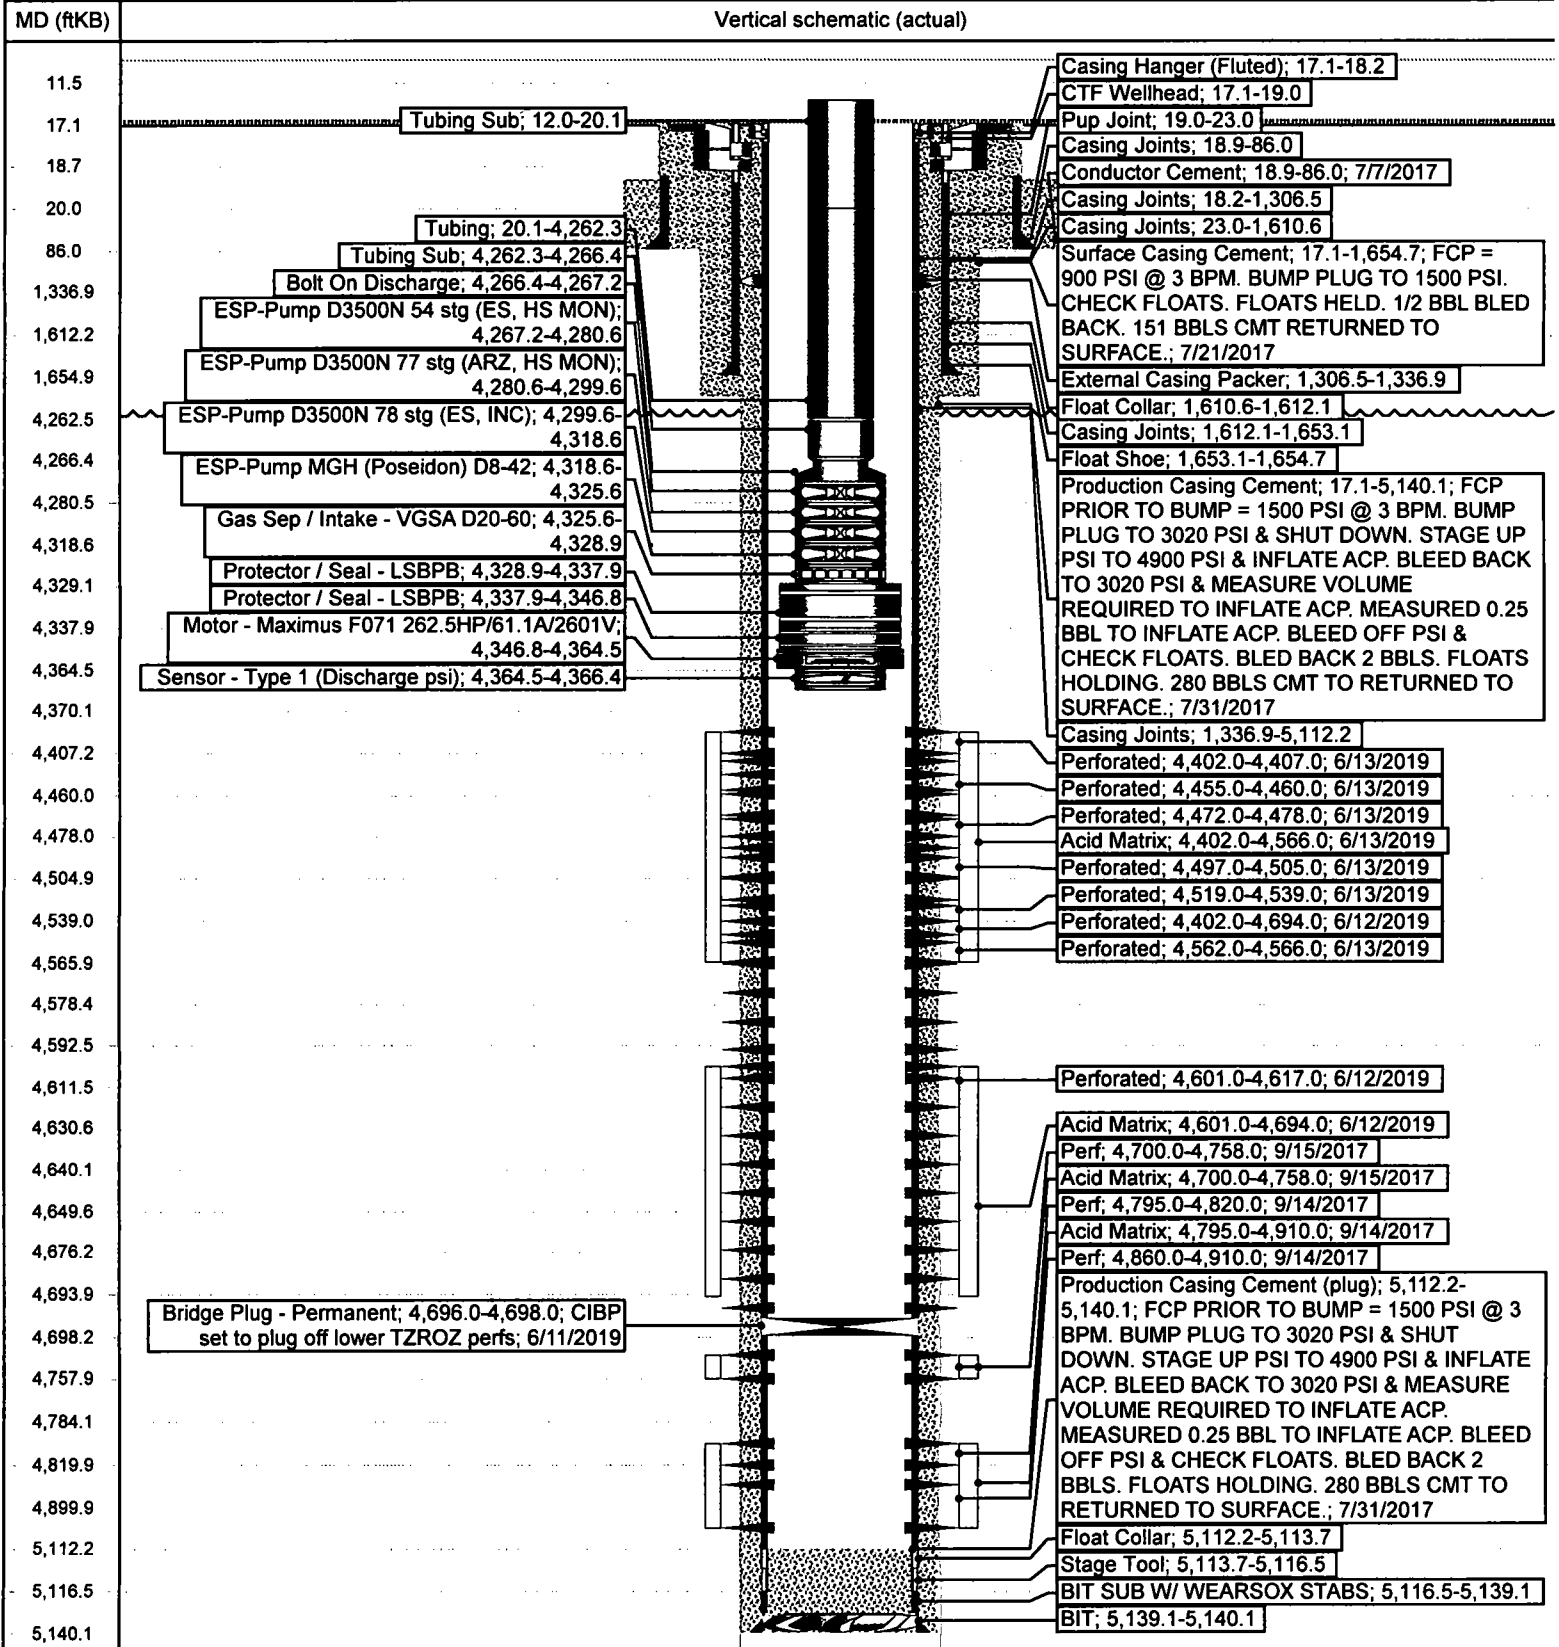 MD (ftKB)
Vertical schematic (actual)
11.5
17.1
18.7
20.0
86.0
1,336.9
1,612.2
1,654.9
4,262.5
4,266.4
4,280.5
4,318.6
4,329.1
4,337.9
4,364.5
4,370.1
4,407.2
4,460.0
4,478.0
4,504.9
4,539.0
4,565.9
4,578.4
4,592.5
4,611.5
4,630.6
4,640.1
4,649.6
4,676.2
4,693.9
4,698.2
4,757.9
4,784.1
4,819.9
4,899.9
5,112.2
5,116.5
5,140.1
Tubing Sub; 12.0-20.1
Tubing; 20.1-4,262.3
Tubing Sub; 4,262.3-4,266.4
Bolt On Discharge; 4,266.4-4,267.2
ESP-Pump D3500N 54 stg (ES, HS MON);
4,267.2-4,280.6
ESP-Pump D3500N 77 stg (ARZ, HS MON);
4,280.6-4,299.6
ESP-Pump D3500N 78 stg (ES, INC); 4,299.6-
4,318.6
ESP-Pump MGH (Poseidon) D8-42; 4,318.6-
4,325.6
Gas Sep / Intake - VGSA D20-60; 4,325.6-
4,328.9
Protector / Seal - LSBPB; 4,328.9-4,337.9
Protector / Seal - LSBPB; 4,337.9-4,346.8
Motor - Maximus F071 262.5HP/61.1A/2601V;
4,346.8-4,364.5
Sensor - Type 1 (Discharge psi); 4,364.5-4,366.4
Bridge Plug - Permanent; 4,696.0-4,698.0; CIBP
set to plug off lower TZROZ perfs; 6/11/2019
Casing Hanger (Fluted); 17.1-18.2
CTF Wellhead; 17.1-19.0
Pup Joint; 19.0-23.0
Casing Joints; 18.9-86.0
Conductor Cement; 18.9-86.0; 7/7/2017
Casing Joints; 18.2-1,306.5
Casing Joints; 23.0-1,610.6
Surface Casing Cement; 17.1-1,654.7; FCP =
900 PSI @ 3 BPM. BUMP PLUG TO 1500 PSI.
CHECK FLOATS. FLOATS HELD. 1/2 BBL BLED
BACK. 151 BBLS CMT RETURNED TO
SURFACE.; 7/21/2017
External Casing Packer; 1,306.5-1,336.9
Float Collar; 1,610.6-1,612.1
Casing Joints; 1,612.1-1,653.1
Float Shoe; 1,653.1-1,654.7
Production Casing Cement; 17.1-5,140.1; FCP
PRIOR TO BUMP = 1500 PSI @ 3 BPM. BUMP
PLUG TO 3020 PSI & SHUT DOWN. STAGE UP
PSI TO 4900 PSI & INFLATE ACP. BLEED BACK
TO 3020 PSI & MEASURE VOLUME
REQUIRED TO INFLATE ACP. MEASURED 0.25
BBL TO INFLATE ACP. BLEED OFF PSI &
CHECK FLOATS. BLED BACK 2 BBLS. FLOATS
HOLDING. 280 BBLS CMT TO RETURNED TO
SURFACE.; 7/31/2017
Casing Joints; 1,336.9-5,112.2
Perforated; 4,402.0-4,407.0; 6/13/2019
Perforated; 4,455.0-4,460.0; 6/13/2019
Perforated; 4,472.0-4,478.0; 6/13/2019
Acid Matrix; 4,402.0-4,566.0; 6/13/2019
Perforated; 4,497.0-4,505.0; 6/13/2019
Perforated; 4,519.0-4,539.0; 6/13/2019
Perforated; 4,402.0-4,694.0; 6/12/2019
Perforated; 4,562.0-4,566.0; 6/13/2019
Perforated; 4,601.0-4,617.0; 6/12/2019
Acid Matrix; 4,601.0-4,694.0; 6/12/2019
Perf; 4,700.0-4,758.0; 9/15/2017
Acid Matrix; 4,700.0-4,758.0; 9/15/2017
Perf; 4,795.0-4,820.0; 9/14/2017
Acid Matrix; 4,795.0-4,910.0; 9/14/2017
Perf; 4,860.0-4,910.0; 9/14/2017
Production Casing Cement (plug); 5,112.2-
5,140.1; FCP PRIOR TO BUMP = 1500 PSI @ 3
BPM. BUMP PLUG TO 3020 PSI & SHUT
DOWN. STAGE UP PSI TO 4900 PSI & INFLATE
ACP. BLEED BACK TO 3020 PSI & MEASURE
VOLUME REQUIRED TO INFLATE ACP.
MEASURED 0.25 BBL TO INFLATE ACP. BLEED
OFF PSI & CHECK FLOATS. BLED BACK 2
BBLS. FLOATS HOLDING. 280 BBLS CMT TO
RETURNED TO SURFACE.; 7/31/2017
Float Collar; 5,112.2-5,113.7
Stage Tool; 5,113.7-5,116.5
BIT SUB W/ WEARSOX STABS; 5,116.5-5,139.1
BIT; 5,139.1-5,140.1